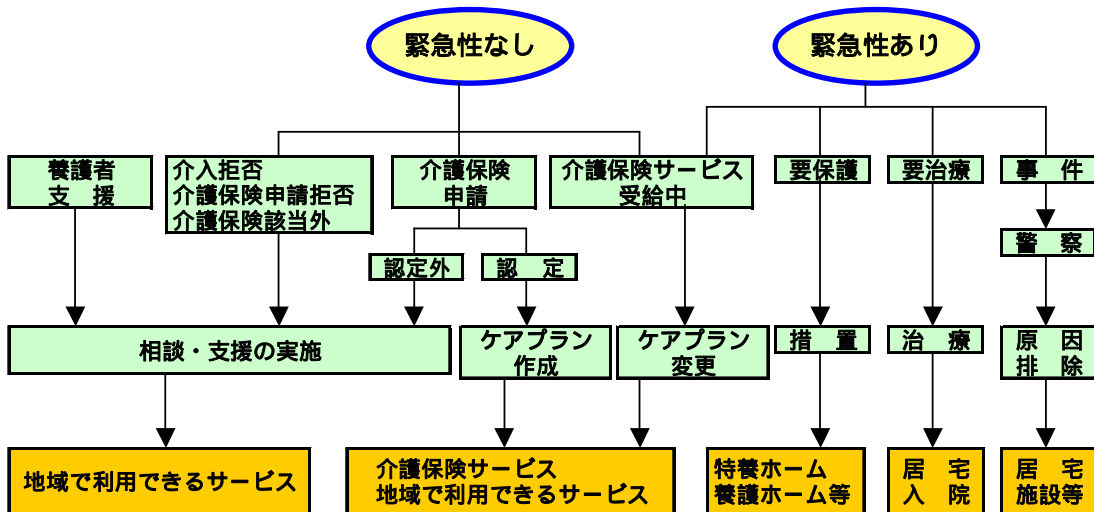 緊急性なし
緊急性あり
養護者
支　援
介入拒否
介護保険申請拒否
介護保険該当外
介護保険
申請
介護保険サービス
受給中
要保護
要治療
事　件
警　察
認定外
認　定
相談・支援の実施
ケアプラン
作成
ケアプラン
変更
措　置
治　療
原　因
排　除
地域で利用できるサービス
介護保険サービス
地域で利用できるサービス
特養ホーム
養護ホーム等
居　宅
入　院
居　宅
施設等